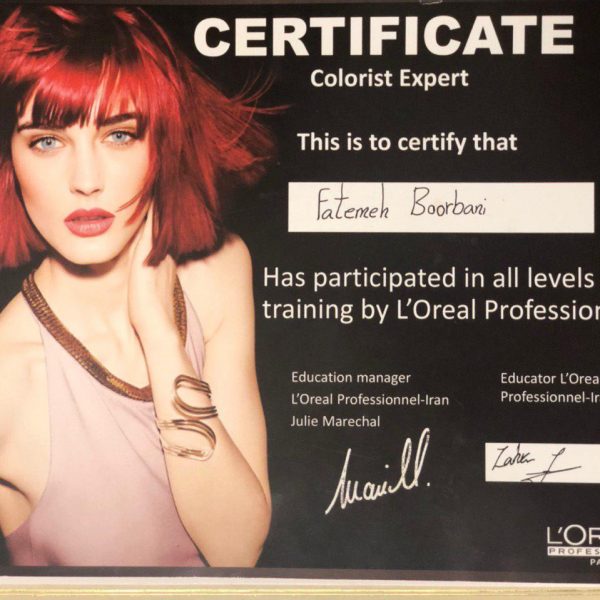 CERTIFICATE
Colorist Expert
This is to certify that
Fatemeh Boorbani
Has participated in all levels
training by L'Oreal Profession
Education manager
L'Oreal Professionnel-Iran
Julie Marechal
Educator L'Orea
Professionnel-Ir
L'OR
PROFES
PA